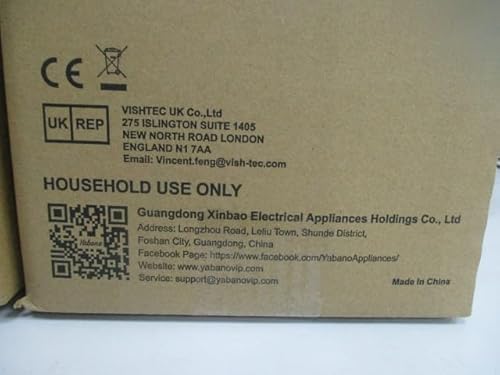 CE
UK REP
VISHTEC UK Co.,Ltd
275 ISLINGTON SUITE 1405
NEW NORTH ROAD LONDON
ENGLAND N1 7AA
Email: Vincent.feng@vish-tec.com
HOUSEHOLD USE ONLY
Yabano
Guangdong Xinbao Electrical Appliances Holdings Co., Ltd
Address: Longzhou Road, Leliu Town, Shunde District,
Foshan City, Guangdong, China
Facebook Page: https://www.facebook.com/YabanoAppliances/
Website: www.yabanovip.com
Service: support@yabanovip.com
Made In China